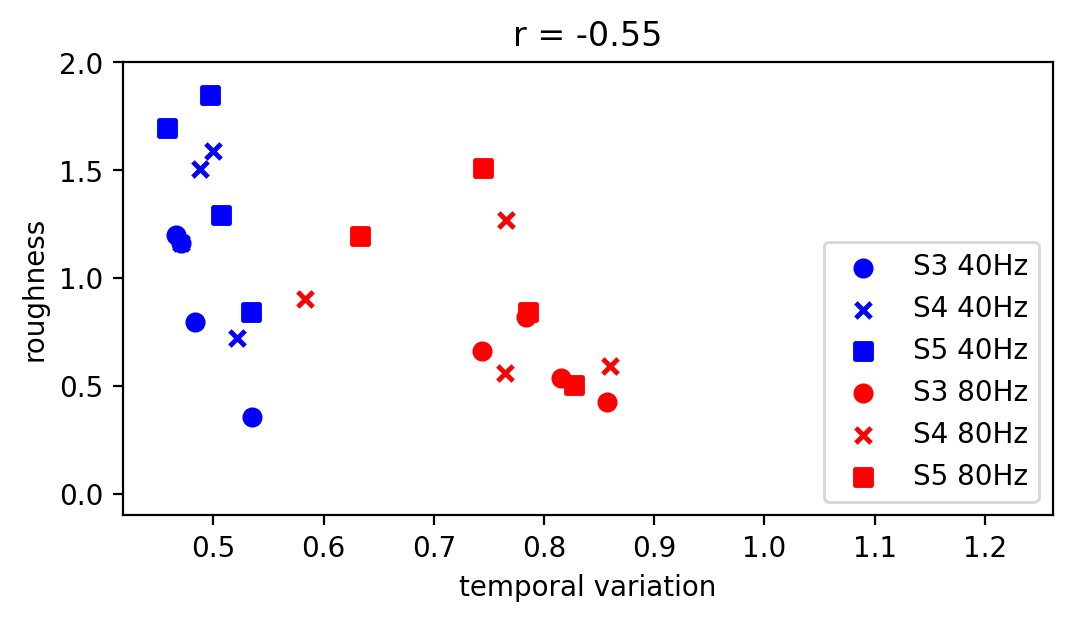 r = -0.55
2.0
1.5
1.0
0.5
0.0
roughness
0.5 0.6 0.7 0.8 0.9 1.0 1.1 1.2
temporal variation
S3 40Hz
S4 40Hz
S5 40Hz
S3 80Hz
S4 80Hz
S5 80Hz